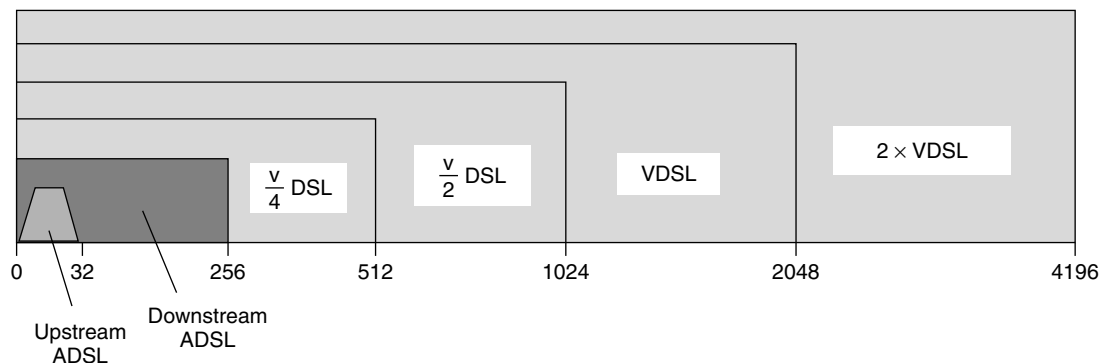 v/4 DSL
v/2 DSL
VDSL
2 × VDSL
0 32 256 512 1024 2048 4196
Upstream
ADSL
Downstream
ADSL